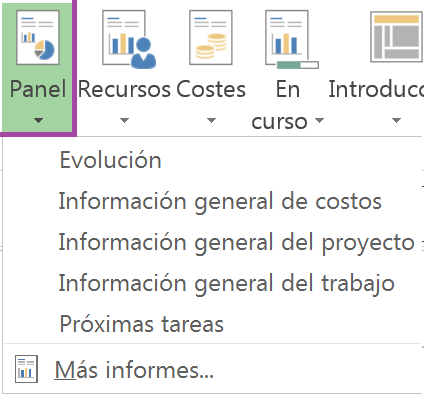 Panel Recursos Costes En Introducc
curso
Evolución
Información general de costos
Información general del proyecto
Información general del trabajo
Próximas tareas
Más informes...